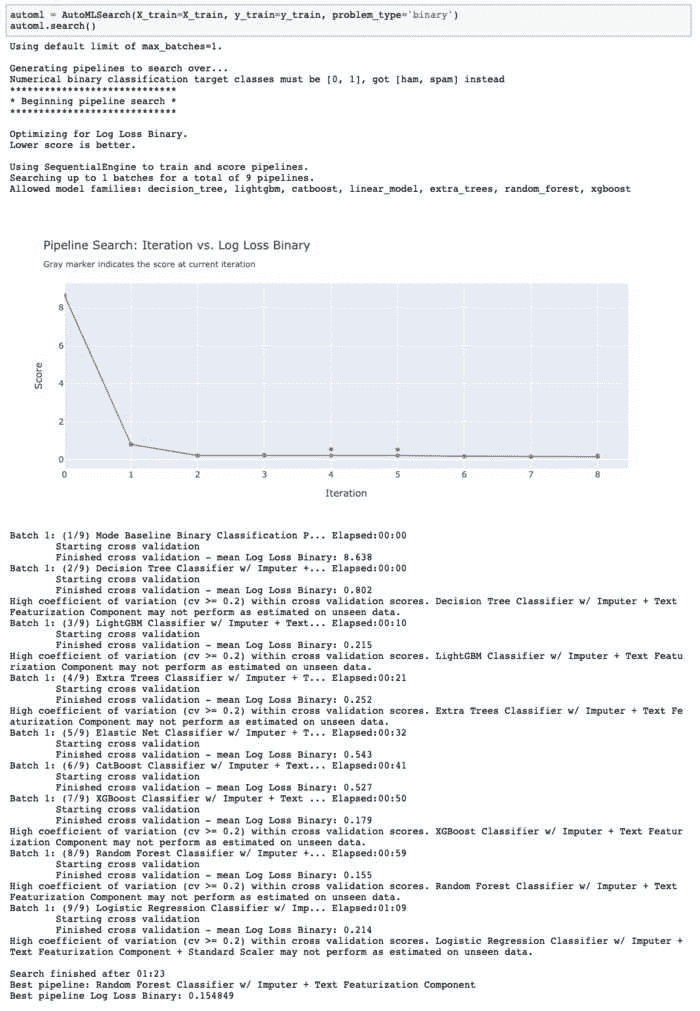 automl = AutoMLSearch(X_train=X_train, y_train=y_train, problem_type='binary')
automl.search()
Using default limit of max_batches=1.
Generating pipelines to search over...
Numerical binary classification target classes must be [0, 1], got [ham, spam] instead
*****************************
* Beginning pipeline search *
*****************************
Optimizing for Log Loss Binary.
Lower score is better.
Using SequentialEngine to train and score pipelines.
Searching up to 1 batches for a total of 9 pipelines.
Allowed model families: decision_tree, lightgbm, catboost, linear_model, extra_trees, random_forest, xgboost
Pipeline Search: Iteration vs. Log Loss Binary
Gray marker indicates the score at current iteration
8
6
4
2
0
Score
0 1 2 3 4 5 6 7 8
Iteration
Batch 1: (1/9) Mode Baseline Binary Classification P... Elapsed:00:00
Starting cross validation
Finished cross validation - mean Log Loss Binary: 8.638
Batch 1: (2/9) Decision Tree Classifier w/ Imputer +... Elapsed:00:00
Starting cross validation
Finished cross validation - mean Log Loss Binary: 0.802
High coefficient of variation (cv >= 0.2) within cross validation scores. Decision Tree Classifier w/ Imputer + Text
Featurization Component may not perform as estimated on unseen data.
Batch 1: (3/9) LightGBM Classifier w/ Imputer + Text... Elapsed:00:10
Starting cross validation
Finished cross validation - mean Log Loss Binary: 0.215
High coefficient of variation (cv >= 0.2) within cross validation scores. LightGBM Classifier w/ Imputer + Text Featu
rization Component may not perform as estimated on unseen data.
Batch 1: (4/9) Extra Trees Classifier w/ Imputer + T... Elapsed:00:21
Starting cross validation
Finished cross validation - mean Log Loss Binary: 0.252
High coefficient of variation (cv >= 0.2) within cross validation scores. Extra Trees Classifier w/ Imputer + Text Fe
aturization Component may not perform as estimated on unseen data.
Batch 1: (5/9) Elastic Net Classifier w/ Imputer + T... Elapsed:00:32
Starting cross validation
Finished cross validation - mean Log Loss Binary: 0.543
Batch 1: (6/9) CatBoost Classifier w/ Imputer + Text... Elapsed:00:41
Starting cross validation
Finished cross validation - mean Log Loss Binary: 0.527
Batch 1: (7/9) XGBoost Classifier w/ Imputer + Text ... Elapsed:00:50
Starting cross validation
Finished cross validation - mean Log Loss Binary: 0.179
High coefficient of variation (cv >= 0.2) within cross validation scores. XGBoost Classifier w/ Imputer + Text Featur
ization Component may not perform as estimated on unseen data.
Batch 1: (8/9) Random Forest Classifier w/ Imputer +... Elapsed:00:59
Starting cross validation
Finished cross validation - mean Log Loss Binary: 0.155
High coefficient of variation (cv >= 0.2) within cross validation scores. Random Forest Classifier w/ Imputer + Text
Featurization Component may not perform as estimated on unseen data.
Batch 1: (9/9) Logistic Regression Classifier w/ Imp... Elapsed:01:09
Starting cross validation
Finished cross validation - mean Log Loss Binary: 0.214
High coefficient of variation (cv >= 0.2) within cross validation scores. Logistic Regression Classifier w/ Imputer +
Text Featurization Component + Standard Scaler may not perform as estimated on unseen data.
Search finished after 01:23
Best pipeline: Random Forest Classifier w/ Imputer + Text Featurization Component
Best pipeline Log Loss Binary: 0.154849